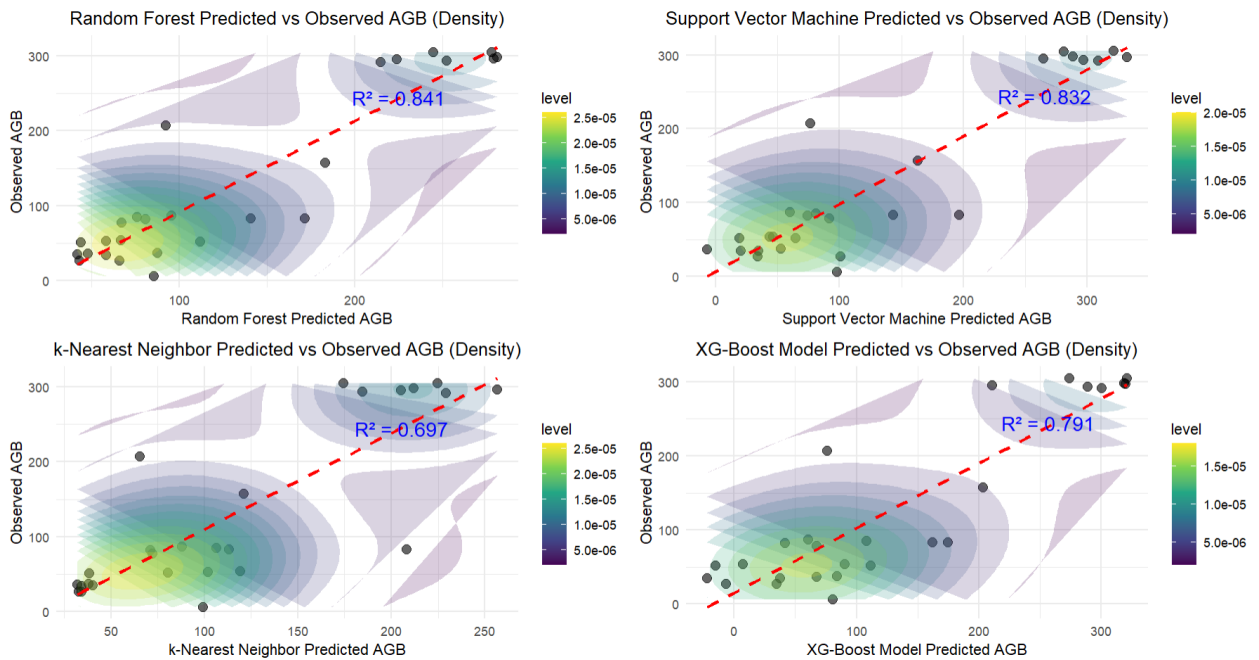 Random Forest Predicted vs Observed AGB (Density)
Observed AGB
300
200
100
0
R² = 0.841
100
200
Random Forest Predicted AGB
level
2.5e-05
2.0e-05
1.5e-05
1.0e-05
5.0e-06
Support Vector Machine Predicted vs Observed AGB (Density)
Observed AGB
300
200
100
0
R² = 0.832
0
100
200
300
Support Vector Machine Predicted AGB
level
2.0e-05
1.5e-05
1.0e-05
5.0e-06
k-Nearest Neighbor Predicted vs Observed AGB (Density)
Observed AGB
300
200
100
0
R² = 0.697
50
100
150
200
250
k-Nearest Neighbor Predicted AGB
level
2.5e-05
2.0e-05
1.5e-05
1.0e-05
5.0e-06
XG-Boost Model Predicted vs Observed AGB (Density)
Observed AGB
300
200
100
0
R² = 0.791
0
100
200
300
XG-Boost Model Predicted AGB
level
1.5e-05
1.0e-05
5.0e-06